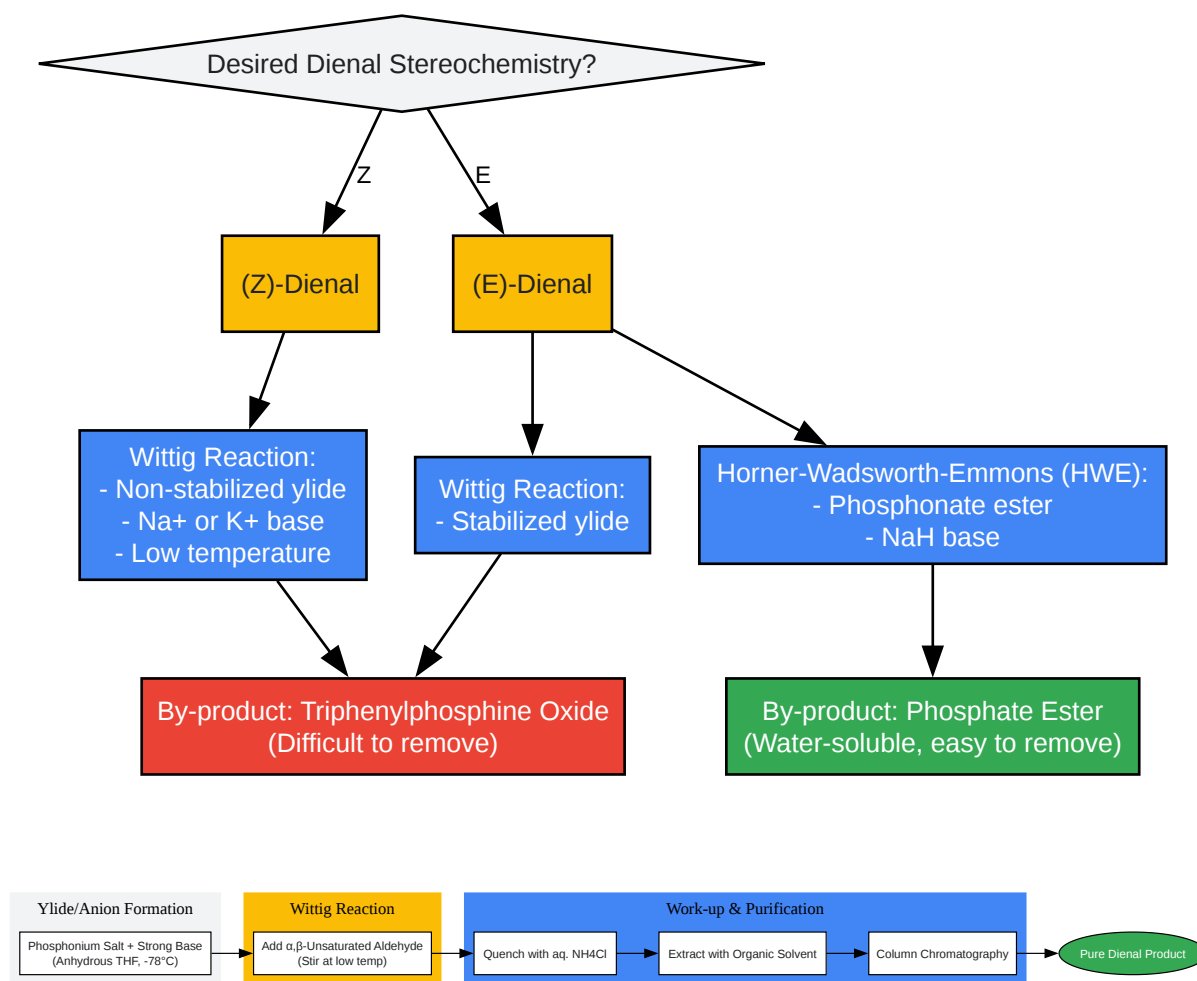 Desired Dienal Stereochemistry?
Z
E
(Z)-Dienal
(E)-Dienal
Wittig Reaction:
- Non-stabilized ylide
- Na+ or K+ base
- Low temperature
Wittig Reaction:
- Stabilized ylide
Horner-Wadsworth-Emmons (HWE):
- Phosphonate ester
- NaH base
By-product: Triphenylphosphine Oxide
(Difficult to remove)
By-product: Phosphate Ester
(Water-soluble, easy to remove)
Ylide/Anion Formation
Phosphonium Salt + Strong Base
(Anhydrous THF, -78°C)
Wittig Reaction
Add α,β-Unsaturated Aldehyde
(Stir at low temp)
Work-up & Purification
Quench with aq. NH4Cl
Extract with Organic Solvent
Column Chromatography
Pure Dienal Product